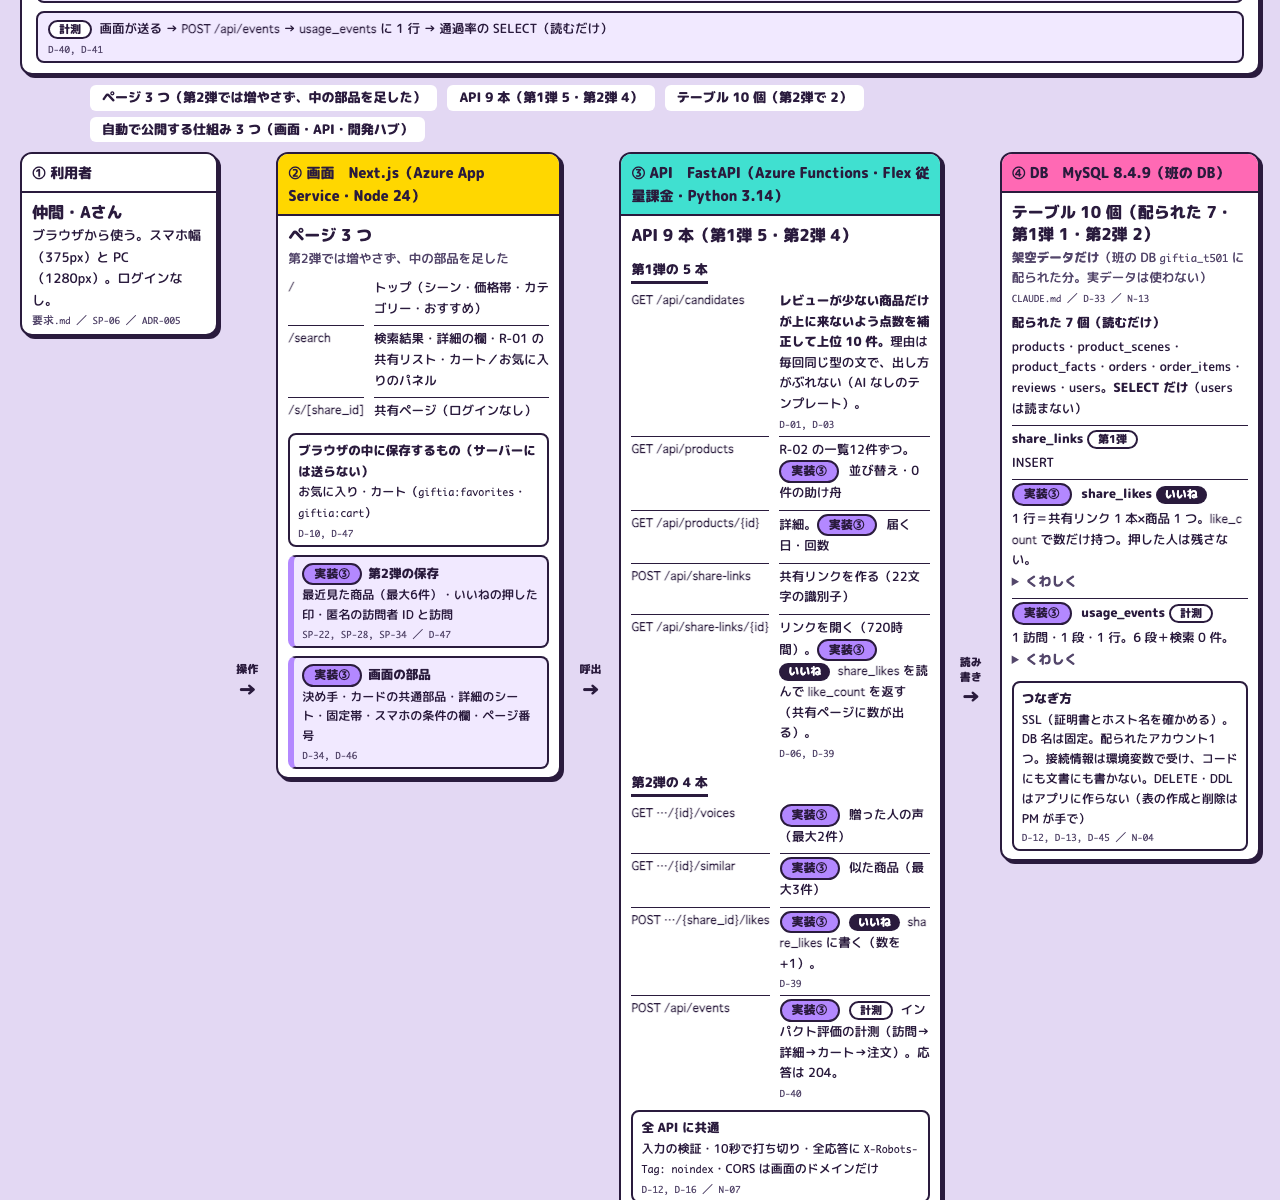 計測 画面が送る → POST /api/events → usage_events に 1 行 → 通過率の SELECT（読むだけ）
D-40, D-41
ページ 3 つ（第2弾では増やさず、中の部品を足した）
API 9 本（第1弾 5・第2弾 4）
テーブル 10 個（第2弾で 2）
自動で公開する仕組み 3 つ（画面・API・開発ハブ）
① 利用者
仲間・Aさん
ブラウザから使う。スマホ幅
（375px）と PC
（1280px）。ログインな
し。
要求.md ／ SP-06 ／ ADR-005
操作
→
② 画面　Next.js（Azure App
Service・Node 24）
ページ 3 つ
第2弾では増やさず、中の部品を足した
/
トップ（シーン・価格帯・カテ
ゴリー・おすすめ）
/search
検索結果・詳細の欄・R-01 の
共有リスト・カート／お気に入
りのパネル
/s/[share_id]
共有ページ（ログインなし）
ブラウザの中に保存するもの（サーバーに
は送らない）
お気に入り・カート（giftia:favorites・
giftia:cart）
D-10, D-47
実装③ 第2弾の保存
最近見た商品（最大6件）・いいねの押した
印・匿名の訪問者 ID と訪問
SP-22, SP-28, SP-34 ／ D-47
実装③ 画面の部品
決め手・カードの共通部品・詳細のシー
ト・固定帯・スマホの条件の欄・ページ番
号
D-34, D-46
呼出
→
③ API　FastAPI（Azure Functions・Flex 従
量課金・Python 3.14）
API 9 本（第1弾 5・第2弾 4）
第1弾の 5 本
GET /api/candidates
レビューが少ない商品だけ
が上に来ないよう点数を補
正して上位 10 件。理由は
毎回同じ型の文で、出し方
がぶれない（AI なしのテ
ンプレート）。
D-01, D-03
GET /api/products
R-02 の一覧12件ずつ。
実装③ 並び替え・0
件の助け舟
GET /api/products/{id}
詳細。実装③ 届く
日・回数
POST /api/share-links
共有リンクを作る（22文
字の識別子）
GET /api/share-links/{id}
リンクを開く（720時
間）。実装③
いいね share_likes を読
んで like_count を返す
（共有ページに数が出
る）。
D-06, D-39
第2弾の 4 本
GET …/{id}/voices
実装③ 贈った人の声
（最大2件）
GET …/{id}/similar
実装③ 似た商品（最
大3件）
POST …/{share_id}/likes
実装③ いいね sha
re_likes に書く（数を
+1）。
D-39
POST /api/events
実装③ 計測 イン
パクト評価の計測（訪問→
詳細→カート→注文）。応
答は 204。
D-40
全 API に共通
入力の検証・10秒で打ち切り・全応答に X-Robots-
Tag: noindex・CORS は画面のドメインだけ
D-12, D-16 ／ N-07
読み
書き
→
④ DB　MySQL 8.4.9（班の DB）
テーブル 10 個（配られた 7・
第1弾 1・第2弾 2）
架空データだけ（班の DB giftia_t501 に
配られた分。実データは使わない）
CLAUDE.md ／ D-33 ／ N-13
配られた 7 個（読むだけ）
products・product_scenes・
product_facts・orders・order_items・
reviews・users。SELECT だけ（users
は読まない）
share_links 第1弾
INSERT
実装③ share_likes いいね
1 行＝共有リンク 1 本×商品 1 つ。like_c
ount で数だけ持つ。押した人は残さな
い。
▶ くわしく
実装③ usage_events 計測
1 訪問・1 段・1 行。6 段＋検索 0 件。
▶ くわしく
つなぎ方
SSL（証明書とホスト名を確かめる）。
DB 名は固定。配られたアカウント1
つ。接続情報は環境変数で受け、コード
にも文書にも書かない。DELETE・DDL
はアプリに作らない（表の作成と削除は
PM が手で）
D-12, D-13, D-45 ／ N-04